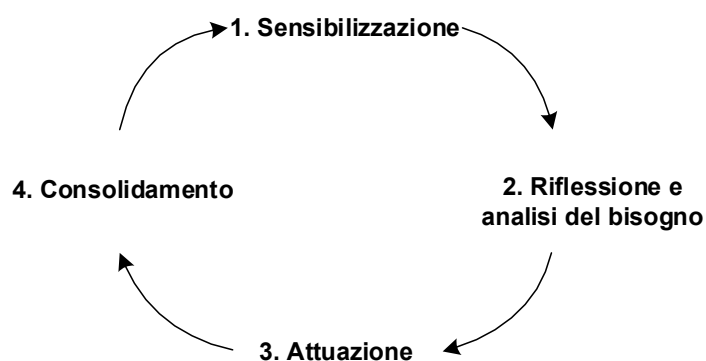 1. Sensibilizzazione
2. Riflessione e
analisi del bisogno
3. Attuazione
4. Consolidamento